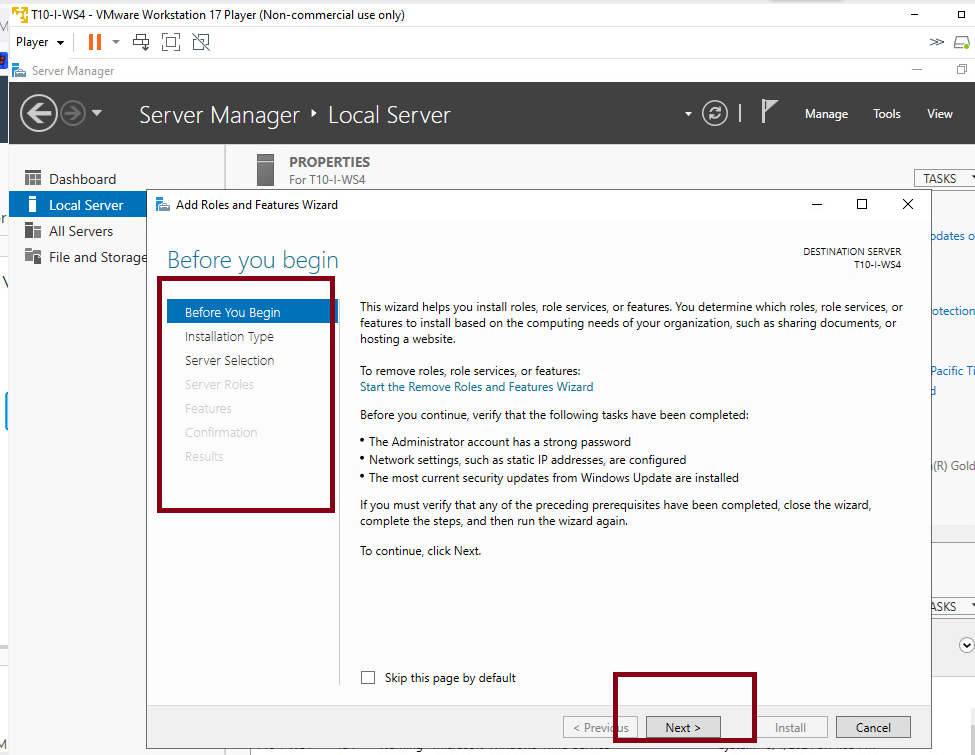 T10-I-WS4 - VMware Workstation 17 Player (Non-commercial use only)
Player
Server Manager
Server Manager Local Server
Manage Tools View
Dashboard
Local Server
All Servers
File and Storage
PROPERTIES
For T10-I-WS4
TASKS
Add Roles and Features Wizard
Before you begin
DESTINATION SERVER
T10-I-WS4
Before You Begin
Installation Type
Server Selection
Server Roles
Features
Confirmation
Results
This wizard helps you install roles, role services, or features. You determine which roles, role services, or
features to install based on the computing needs of your organization, such as sharing documents, or
hosting a website.
To remove roles, role services, or features:
Start the Remove Roles and Features Wizard
Before you continue, verify that the following tasks have been completed:
• The Administrator account has a strong password
• Network settings, such as static IP addresses, are configured
• The most current security updates from Windows Update are installed
If you must verify that any of the preceding prerequisites have been completed, close the wizard,
complete the steps, and then run the wizard again.
To continue, click Next.
Skip this page by default
< Previous Next > Install Cancel
Pacific Ti
(R) Gold